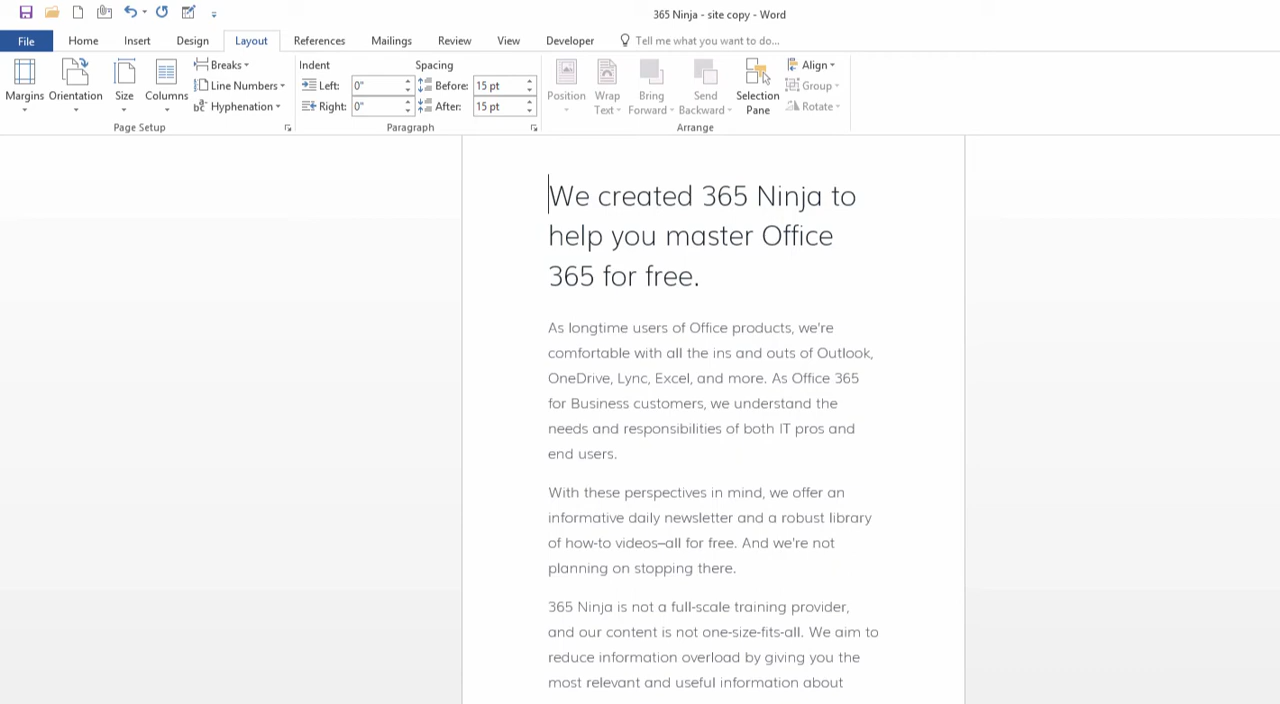 365 Ninja - site copy - Word
File Home Insert Design Layout References Mailings Review View Developer Tell me what you want to do...
Margins Orientation Size Columns Breaks Line Numbers Hyphenation
Page Setup
Indent Spacing
Left: 0" Before: 15 pt
Right: 0" After: 15 pt
Paragraph
Position Wrap Text Bring Forward Send Backward Selection Pane Align Group Rotate
Arrange
We created 365 Ninja to
help you master Office
365 for free.
As longtime users of Office products, we're
comfortable with all the ins and outs of Outlook,
OneDrive, Lync, Excel, and more. As Office 365
for Business customers, we understand the
needs and responsibilities of both IT pros and
end users.
With these perspectives in mind, we offer an
informative daily newsletter and a robust library
of how-to videos—all for free. And we're not
planning on stopping there.
365 Ninja is not a full-scale training provider,
and our content is not one-size-fits-all. We aim to
reduce information overload by giving you the
most relevant and useful information about